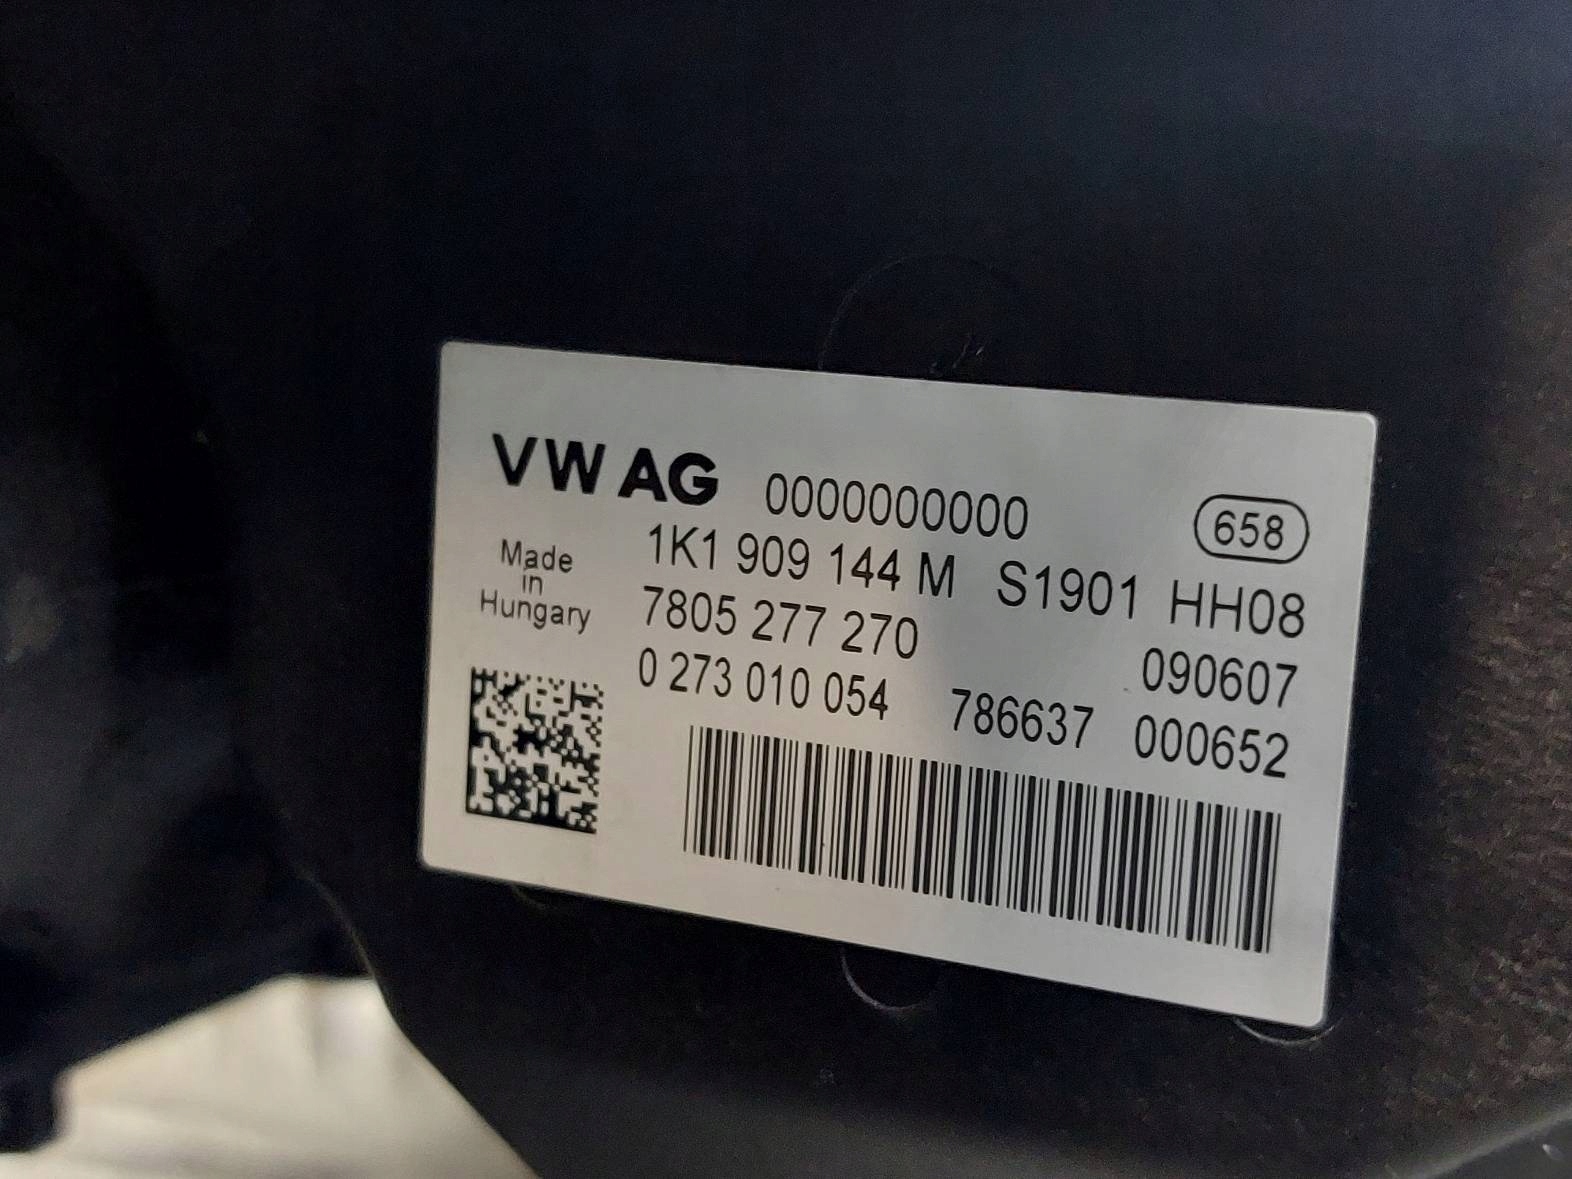 VW AG 0000000000 658
Made in Hungary
1K1 909 144 M S1901 HH08
7805 277 270 090607
0 273 010 054 786637 000652